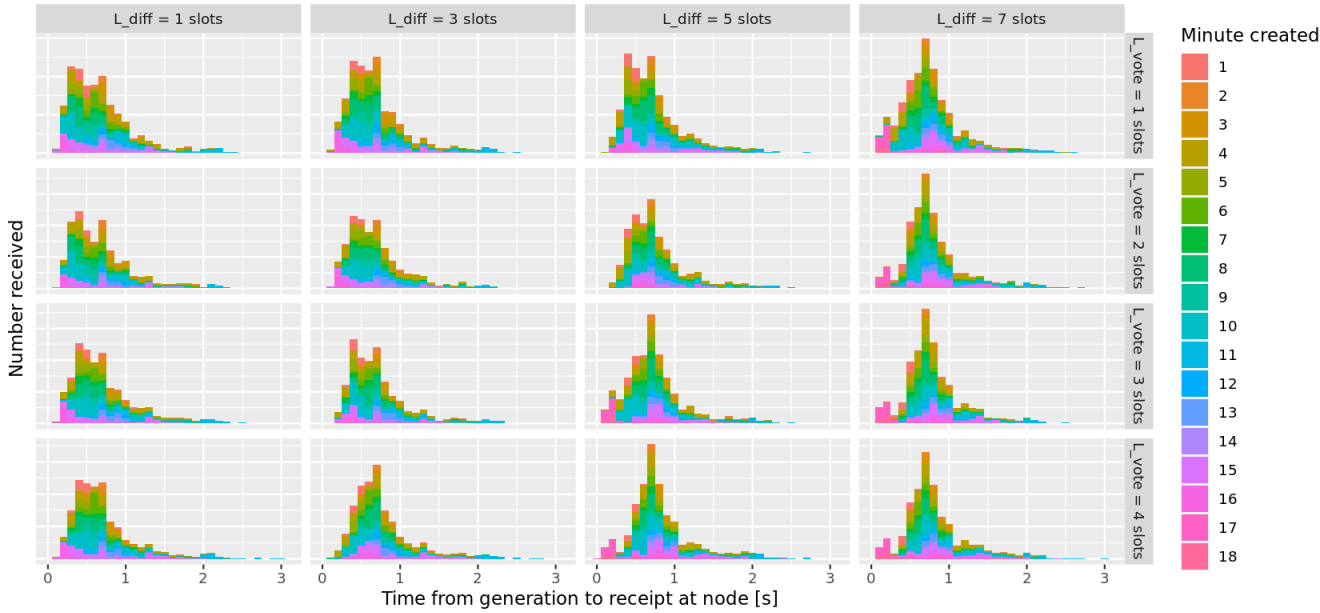 L_diff = 1 slots
L_diff = 3 slots
L_diff = 5 slots
L_diff = 7 slots
L_vote = 1 slots
L_vote = 2 slots
L_vote = 3 slots
L_vote = 4 slots
Number received
0 1 2 3
0 1 2 3
0 1 2 3
0 1 2 3
Time from generation to receipt at node [s]
Minute created
1
2
3
4
5
6
7
8
9
10
11
12
13
14
15
16
17
18